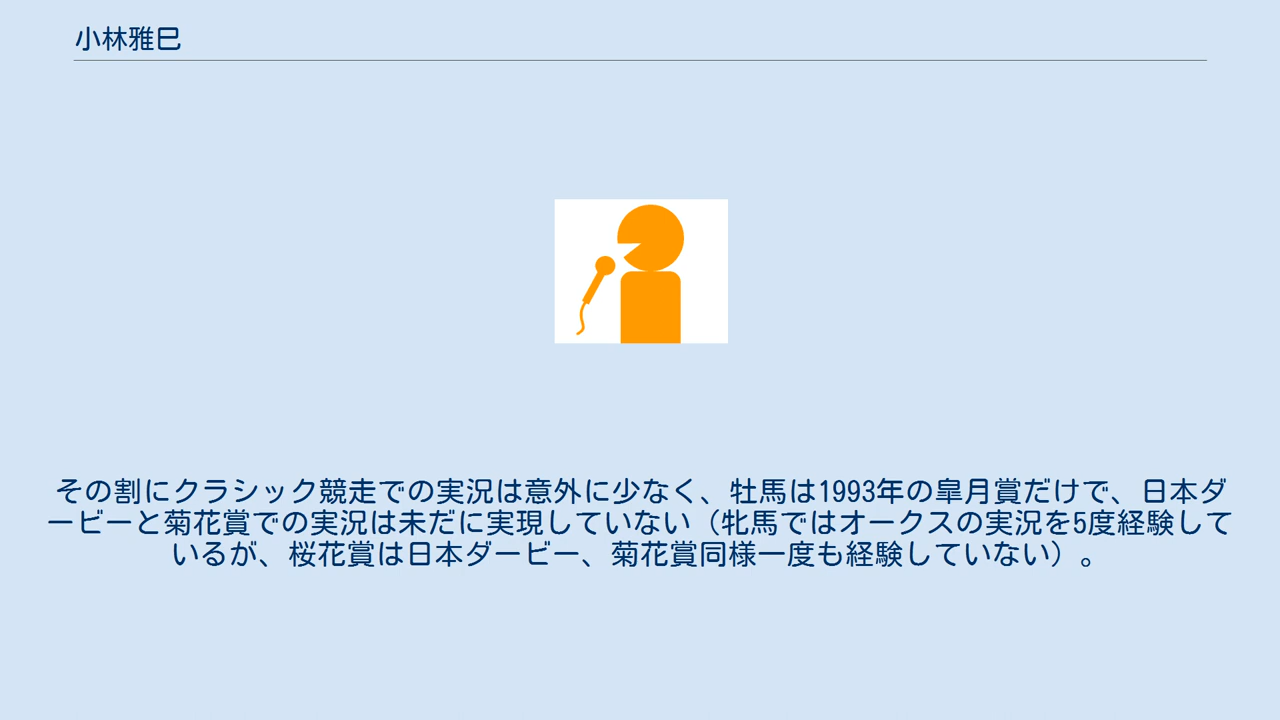 小林雅巳
その割にクラシック競走での実況は意外に少なく、牡馬は1993年の皐月賞だけで、日本ダ
ービーと菊花賞での実況は未だに実現していない（牝馬ではオークスの実況を5度経験して
いるが、桜花賞は日本ダービー、菊花賞同様一度も経験していない）。